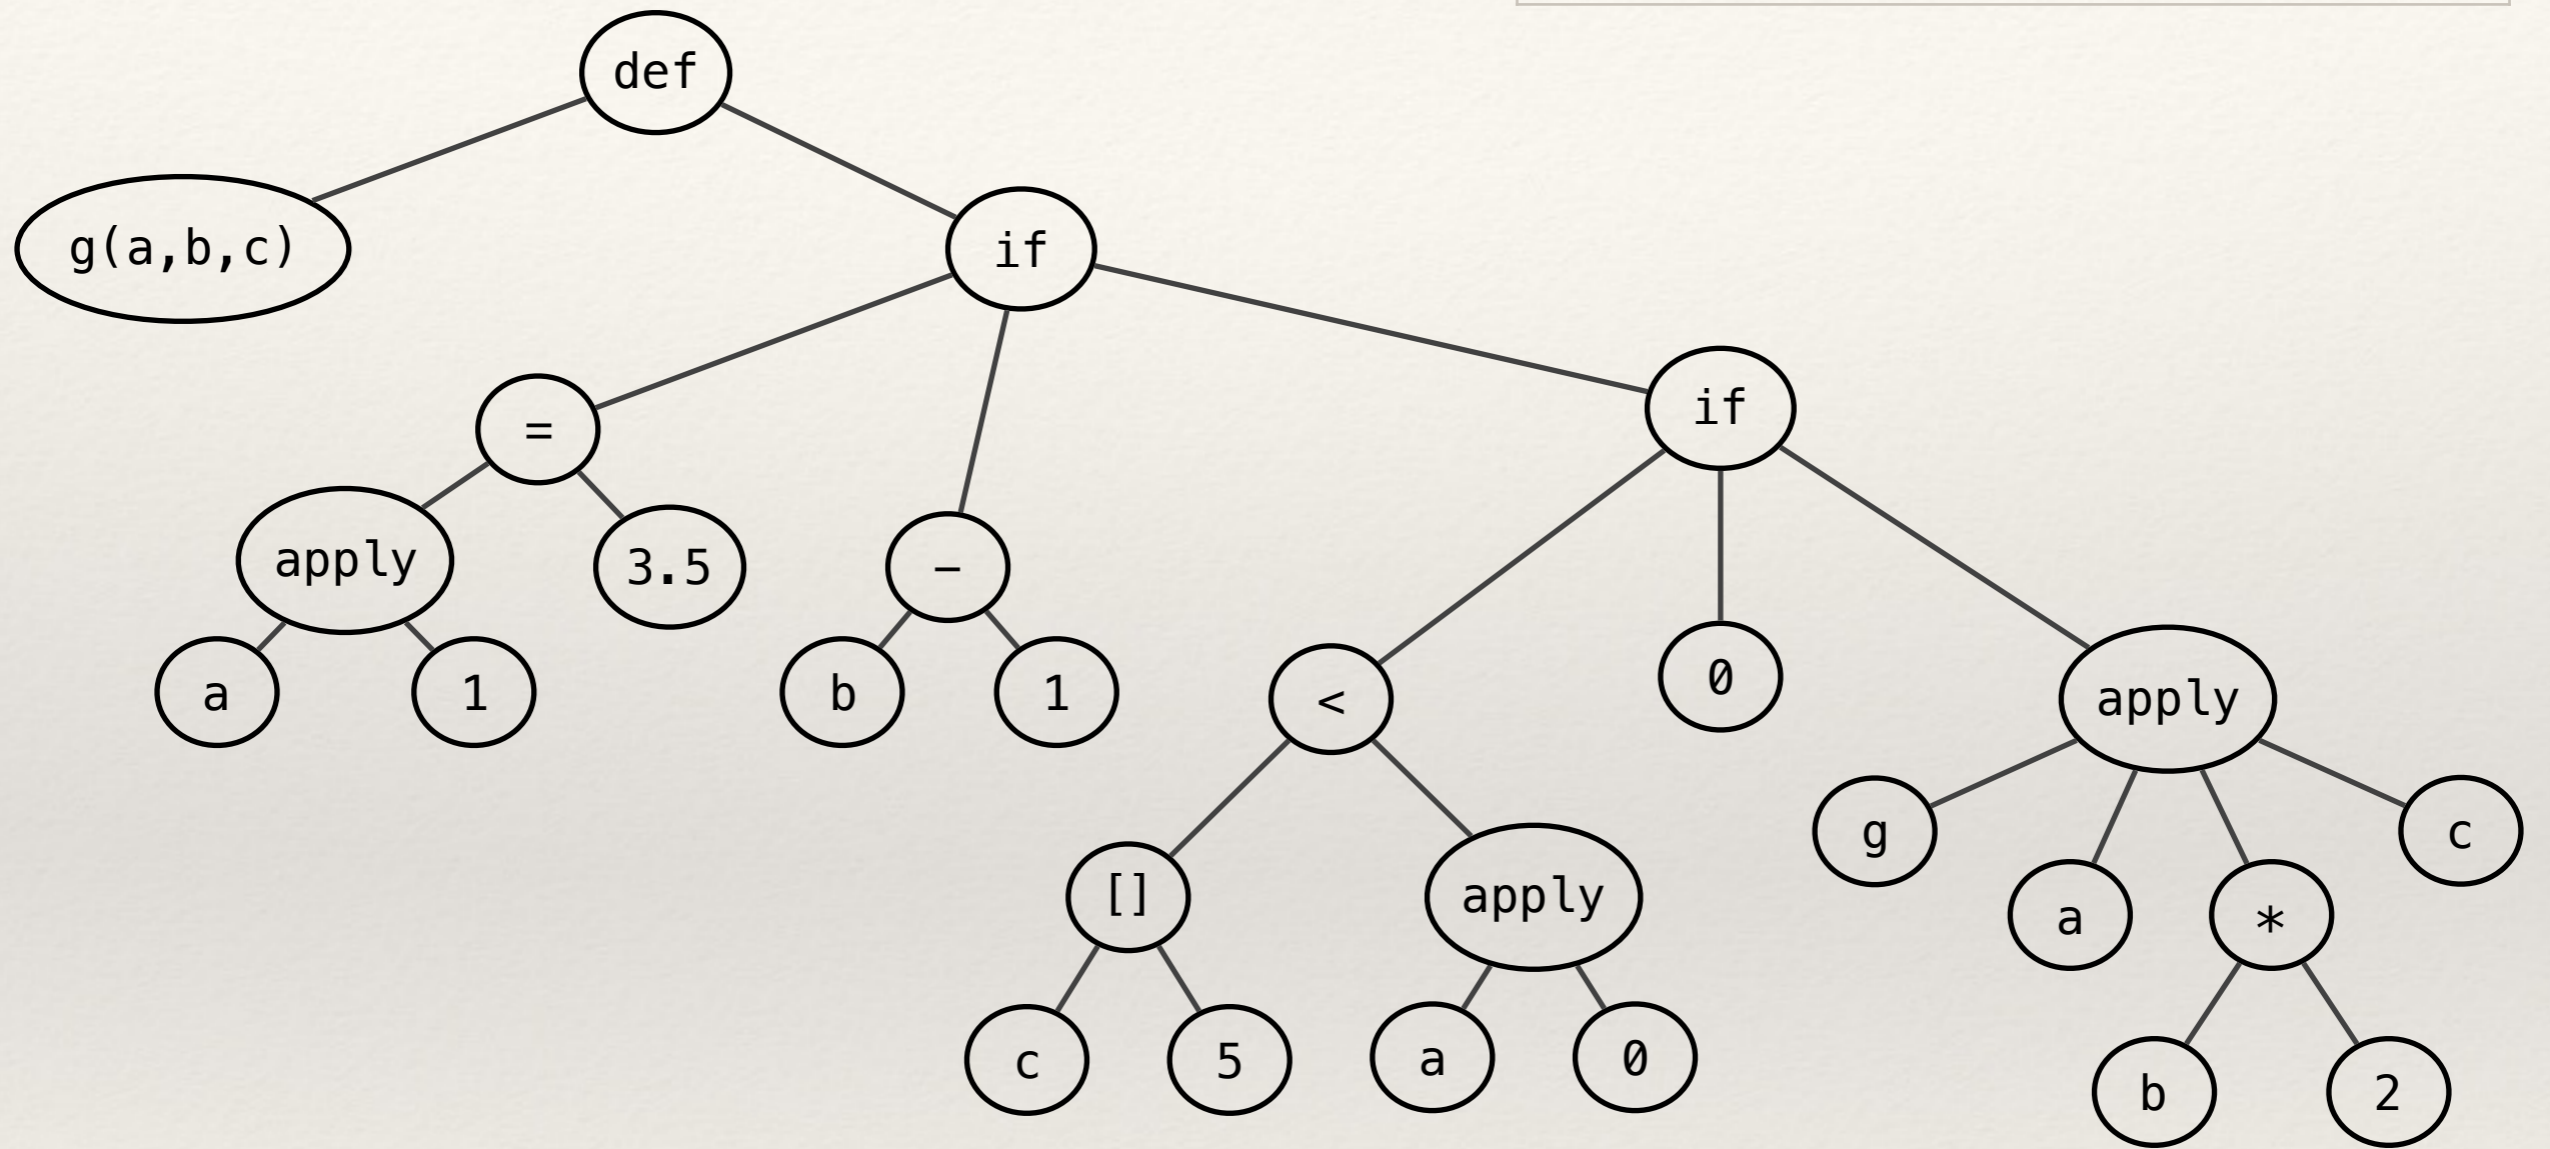 def
g(a,b,c)
if
if
=
apply
3.5
−
a
1
b
1
<
0
apply
g
c
[]
apply
a
*
c
5
a
0
b
2